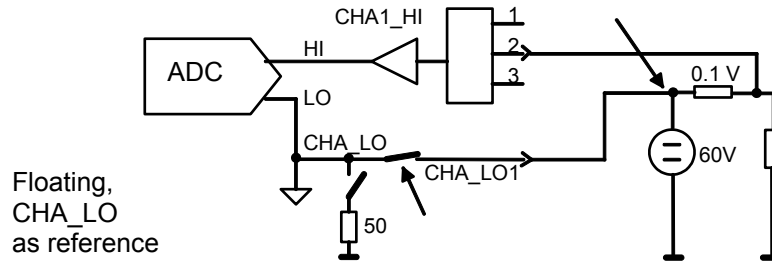 CHA1_HI
1
2
3
HI
ADC
LO
0.1 V
CHA_LO
CHA_LO1
60V
50
Floating,
CHA_LO
as reference